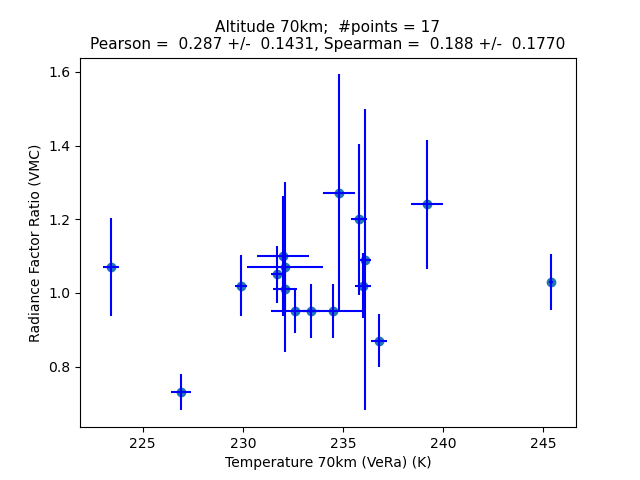 Altitude 70km;  #points = 17
Pearson =  0.287 +/-  0.1431, Spearman =  0.188 +/-  0.1770
1.6
1.4
1.2
1.0
0.8
Radiance Factor Ratio (VMC)
225
230
235
240
245
Temperature 70km (VeRa) (K)